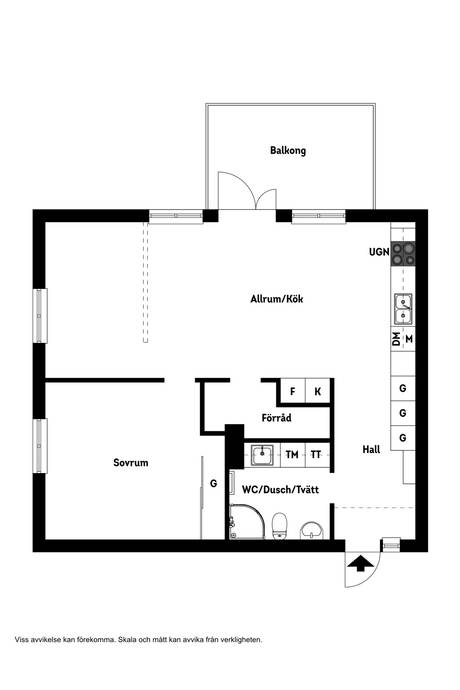 Balkong
UGN
Allrum/Kök
DM
M
F K
G
G
G
Förråd
Hall
Sovrum
G
TM TT
WC/Dusch/Tvätt
Viss avvikelse kan förekomma. Skala och mått kan avvika från verkligheten.